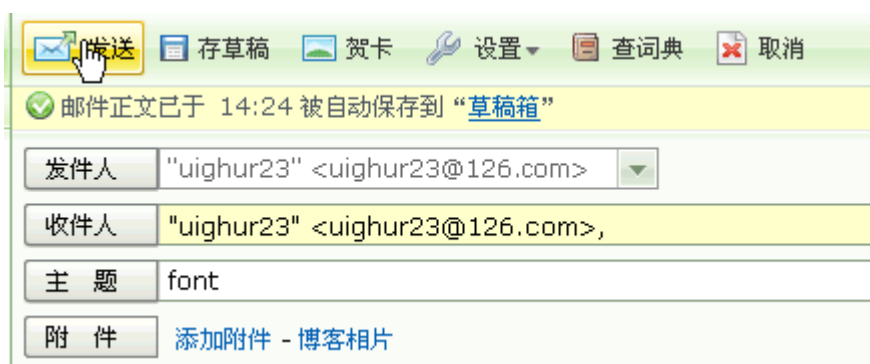 发送 存草稿 贺卡 设置 查词典 取消
邮件正文已于 14:24 被自动保存到 “草稿箱”
发件人 "uighur23" <uighur23@126.com>
收件人 "uighur23" <uighur23@126.com>,
主 题 font
附 件 添加附件 - 博客相片